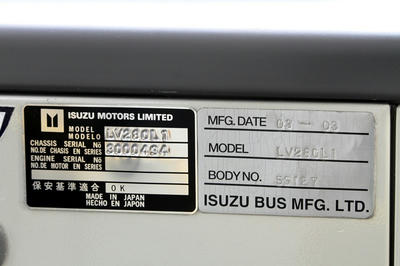 ISUZU MOTORS LIMITED
MODEL
MODELO LV280L1
CHASSIS SERIAL Nº
NO. DE CHASIS EN SERIES 3000484
ENGINE SERIAL Nº
NO. DE MOTOR EN SERIES
保安基準適合 OK
MADE IN JAPAN
HECHO EN JAPON
MFG. DATE 03-03
MODEL LV280L1
BODY NO.
ISUZU BUS MFG. LTD.